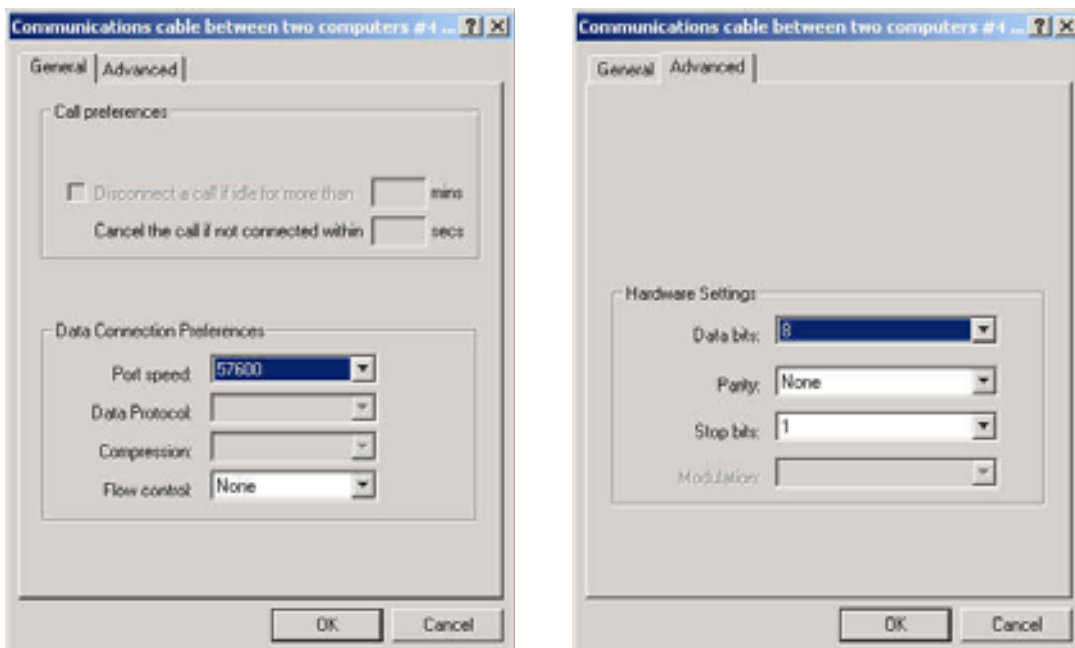 Communications cable between two computers #4 ...
General
Advanced
Call preferences
Disconnect a call if idle for more than
mins
Cancel the call if not connected within
secs
Data Connection Preferences
Port speed:
57600
Data Protocol:
Compression:
Flow control:
None
OK
Cancel
Communications cable between two computers #4 ...
General
Advanced
Hardware Settings
Data bits:
8
Parity:
None
Stop bits:
1
Modulation:
OK
Cancel